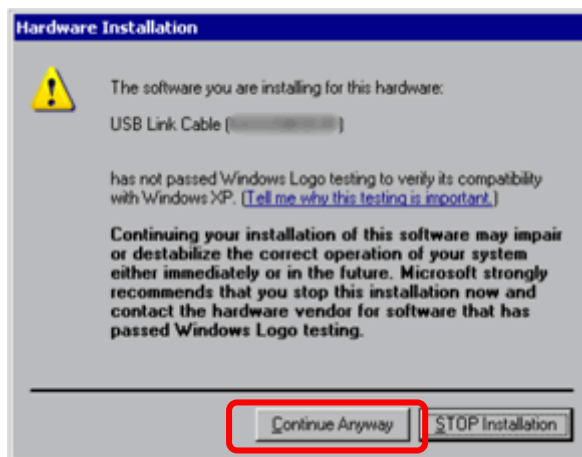 Hardware Installation
The software you are installing for this hardware:
USB Link Cable ( )
has not passed Windows Logo testing to verify its compatibility
with Windows XP. (Tell me why this testing is important.)
Continuing your installation of this software may impair
or destabilize the correct operation of your system
either immediately or in the future. Microsoft strongly
recommends that you stop this installation now and
contact the hardware vendor for software that has
passed Windows Logo testing.
Continue Anyway
STOP Installation